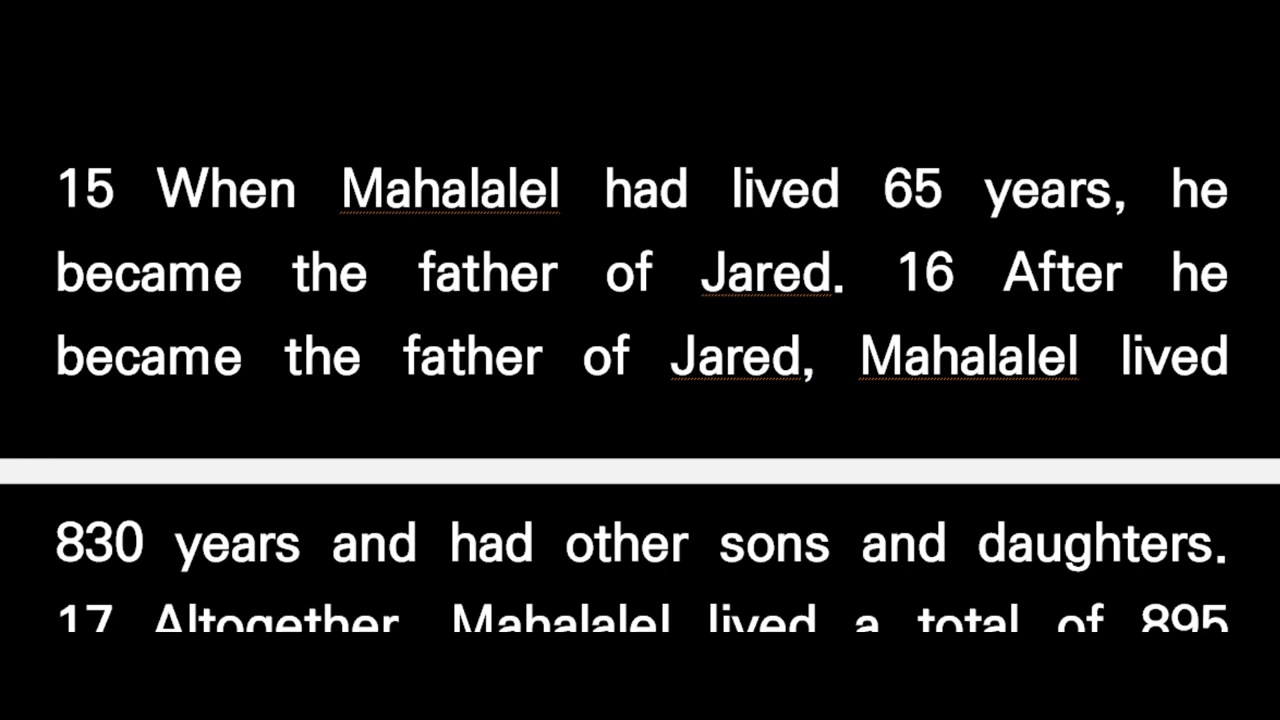 15 When Mahalalel had lived 65 years, he
became the father of Jared. 16 After he
became the father of Jared, Mahalalel lived
830 years and had other sons and daughters.
17 Altogether, Mahalalel lived a total of 895